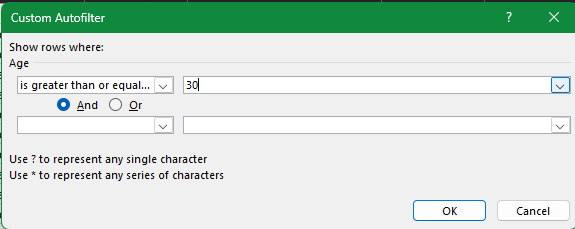 Custom Autofilter ? ×
Show rows where:
Age
is greater than or equal... 30
And Or
Use ? to represent any single character
Use * to represent any series of characters
OK Cancel